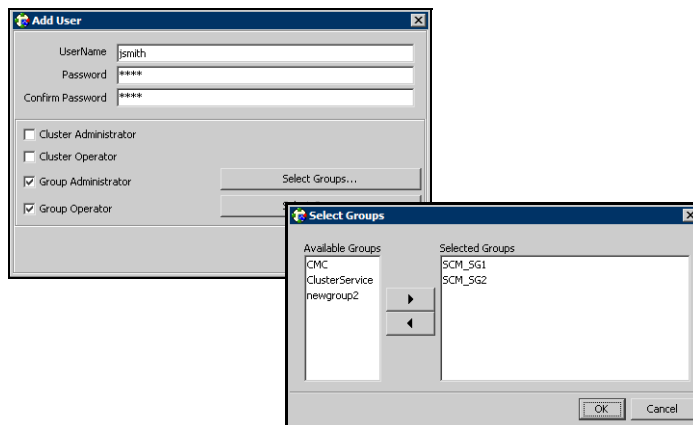 Add User
UserName jsmith
Password ****
Confirm Password ****
Cluster Administrator
Cluster Operator
Group Administrator Select Groups...
Group Operator
Select Groups
Available Groups Selected Groups
CMC SCM_SG1
ClusterService SCM_SG2
newgroup2
OK Cancel